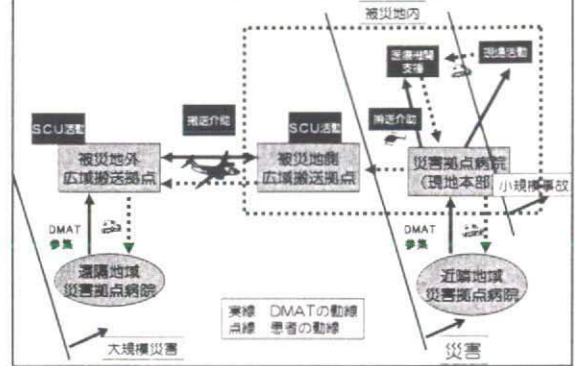 被災地内
医療機関
支援
現場活動
SCU活動
搬送介助
SCU活動
搬送介助
被災地外
広域搬送拠点
被災地側
広域搬送拠点
災害拠点病院
(現地本部
小規模事故
DMAT
参集
DMAT
参集
遠隔地域
災害拠点病院
近隣地域
災害拠点病院
実線 DMATの動線
点線 患者の動線
大規模災害
災害